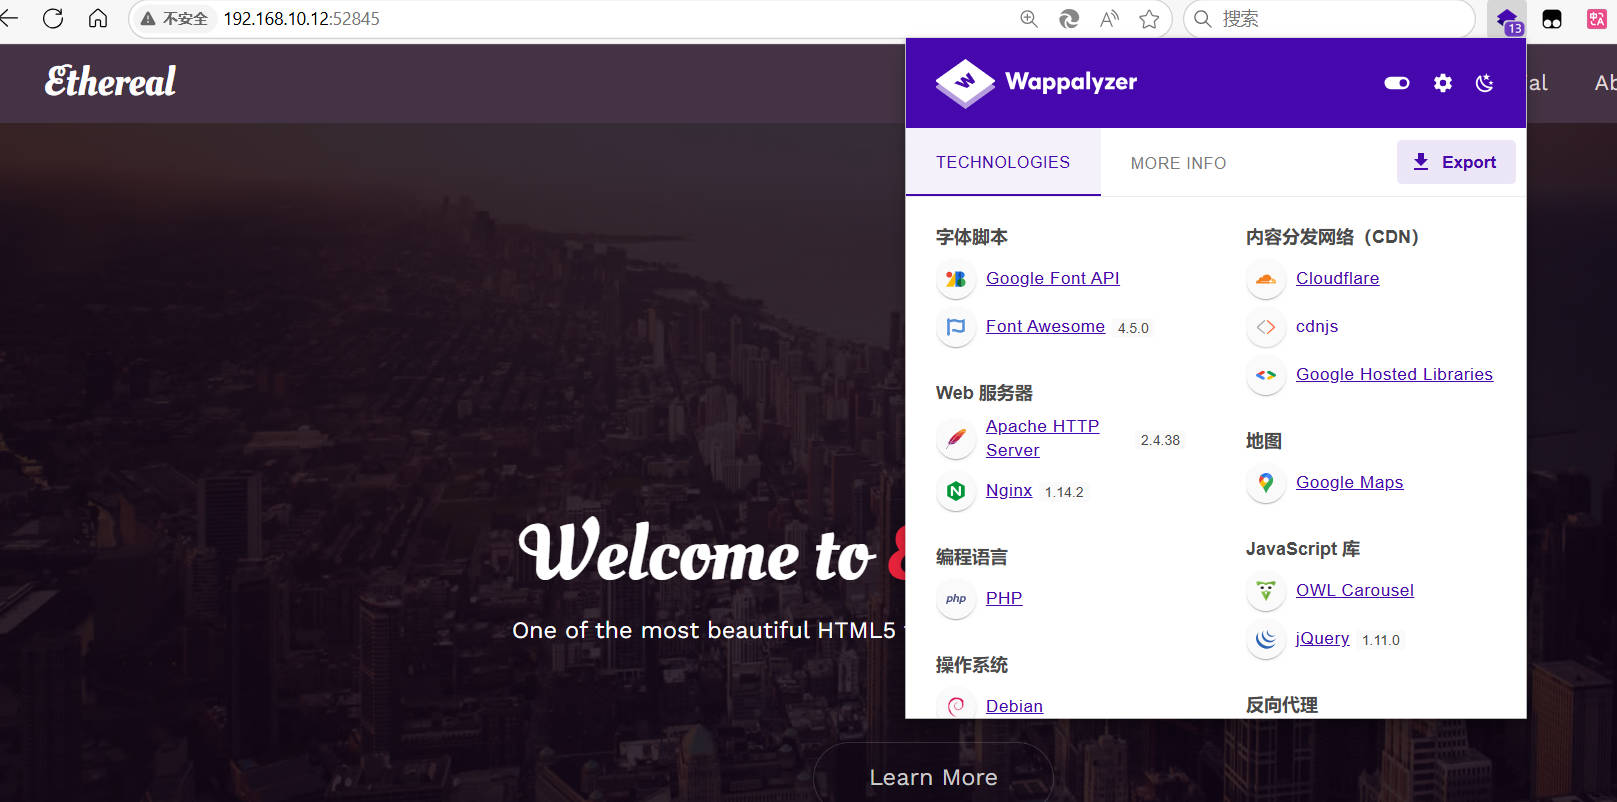 不安全 192.168.10.12:52845
搜索
13
Ethereal
Wappalyzer
al
Ab
TECHNOLOGIES
MORE INFO
Export
字体脚本
Google Font API
Font Awesome 4.5.0
Web 服务器
Apache HTTP
Server
2.4.38
Nginx 1.14.2
编程语言
php PHP
操作系统
Debian
内容分发网络（CDN）
Cloudflare
cdnjs
Google Hosted Libraries
地图
Google Maps
JavaScript 库
OWL Carousel
jQuery 1.11.0
反向代理
Welcome to
One of the most beautiful HTML5
Learn More